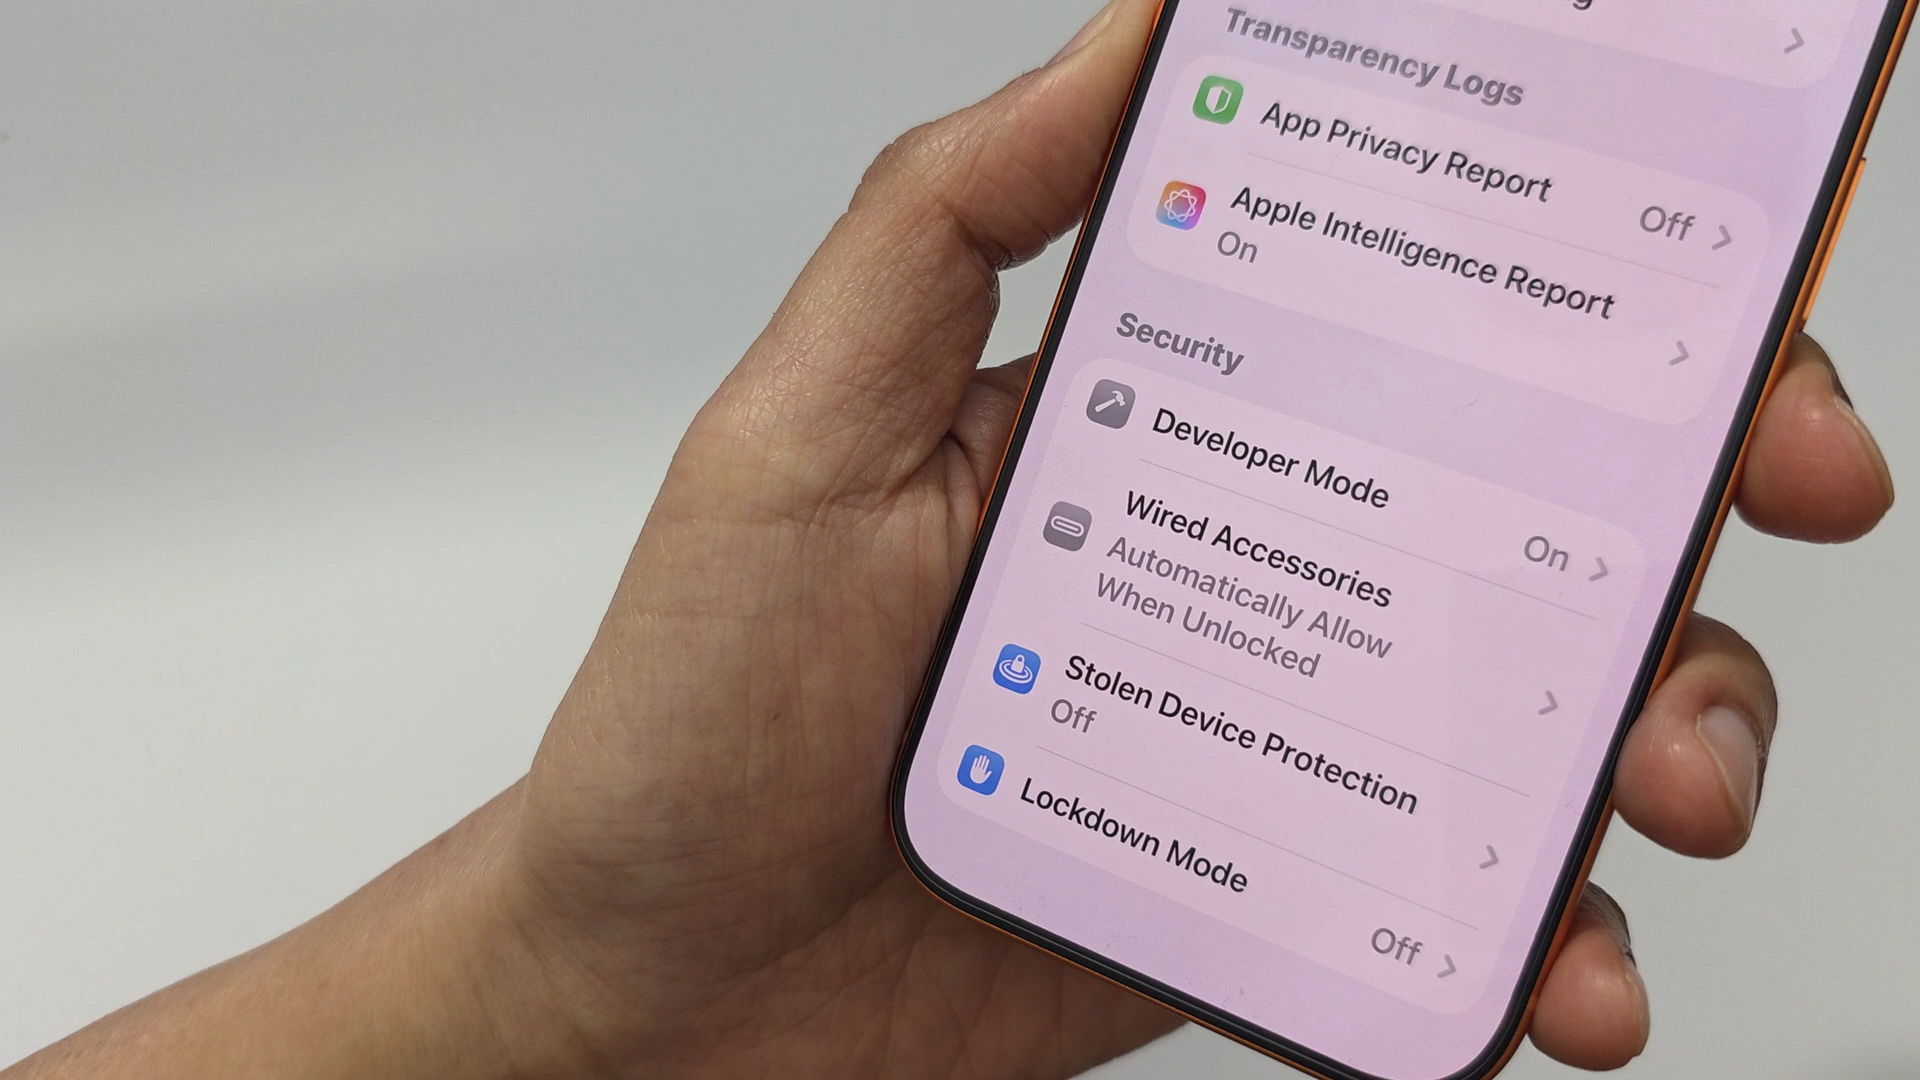 Transparency Logs
App Privacy Report
Off
Apple Intelligence Report
On
Security
Developer Mode
On
Wired Accessories
Automatically Allow
When Unlocked
Stolen Device Protection
Off
Lockdown Mode
Off